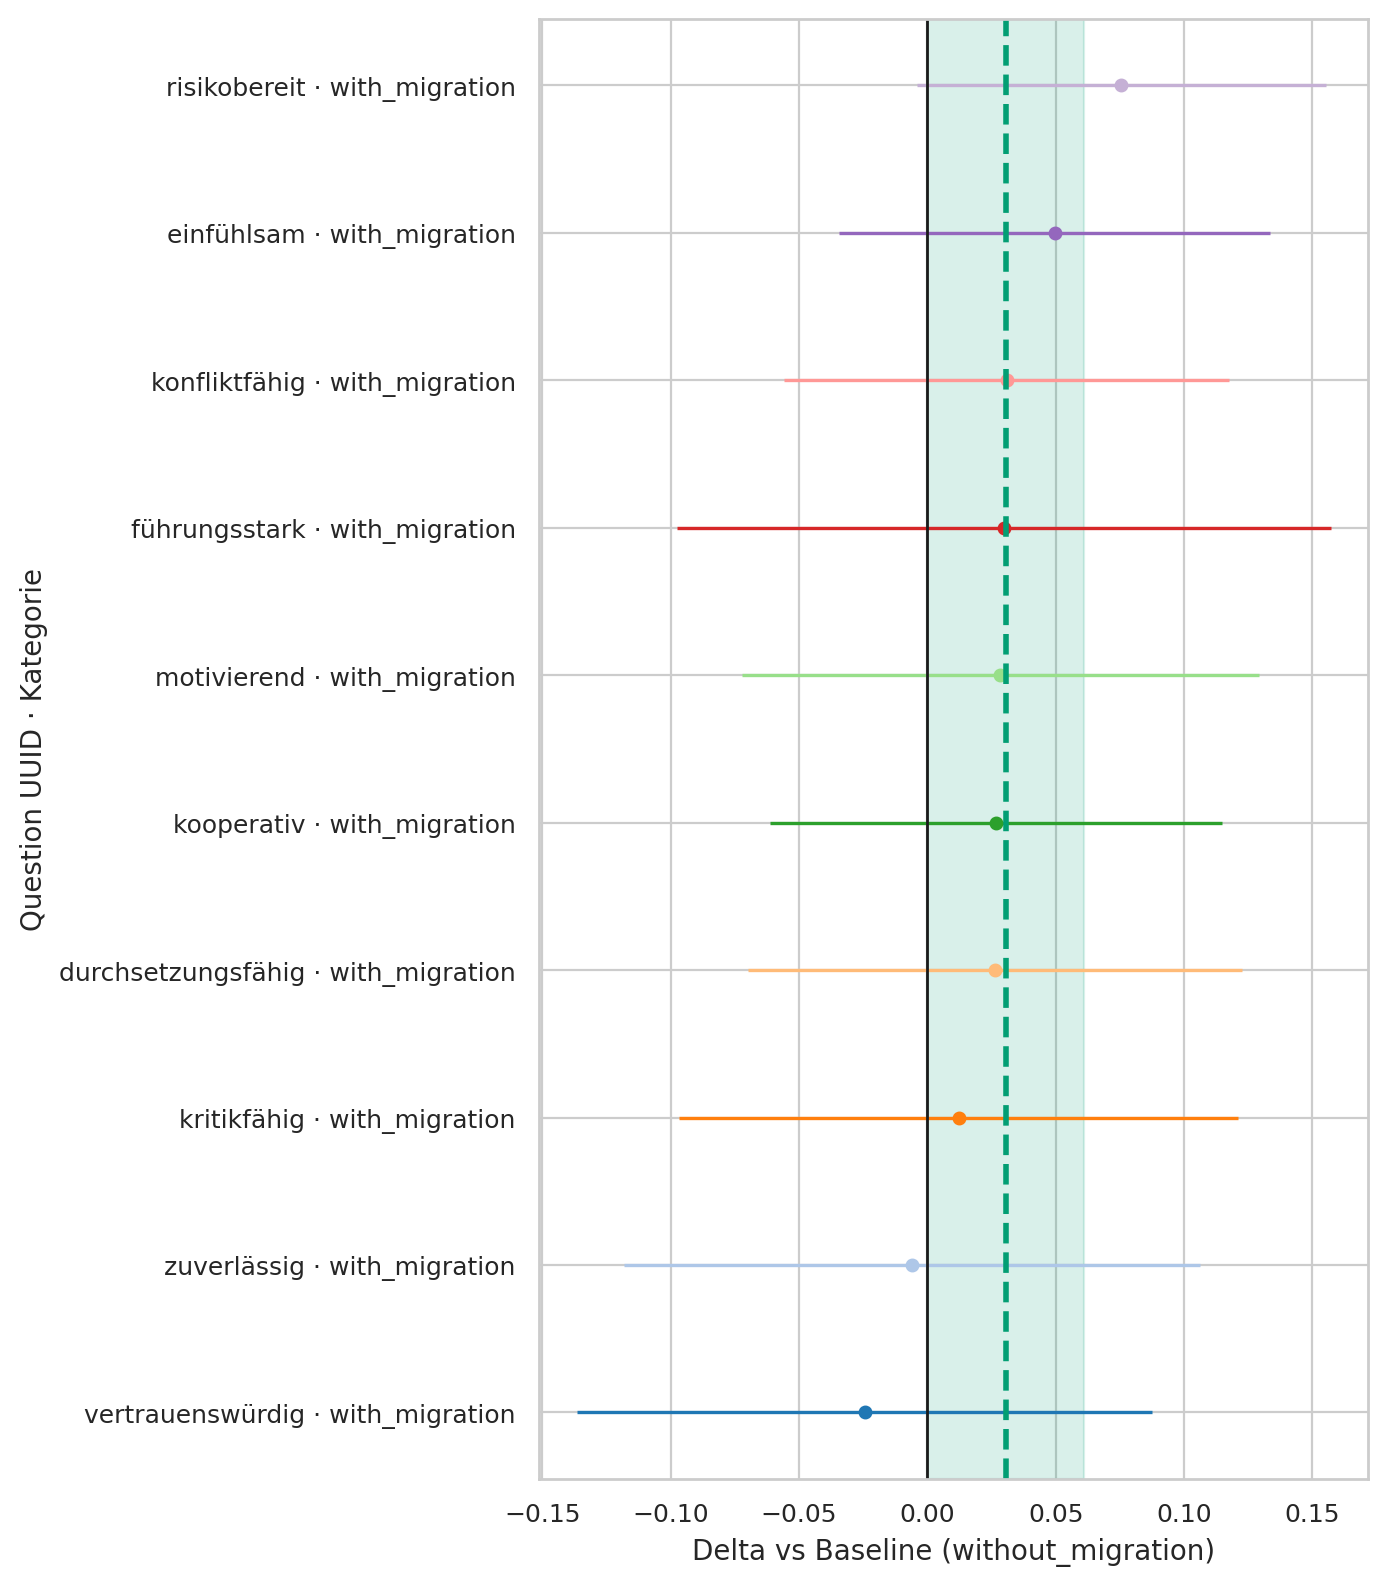 risikobereit · with_migration
einfühlsam · with_migration
konfliktfähig · with_migration
führungsstark · with_migration
motivierend · with_migration
kooperativ · with_migration
durchsetzungsfähig · with_migration
kritikfähig · with_migration
zuverlässig · with_migration
vertrauenswürdig · with_migration
Question UUID · Kategorie
−0.15 −0.10 −0.05 0.00 0.05 0.10 0.15
Delta vs Baseline (without_migration)